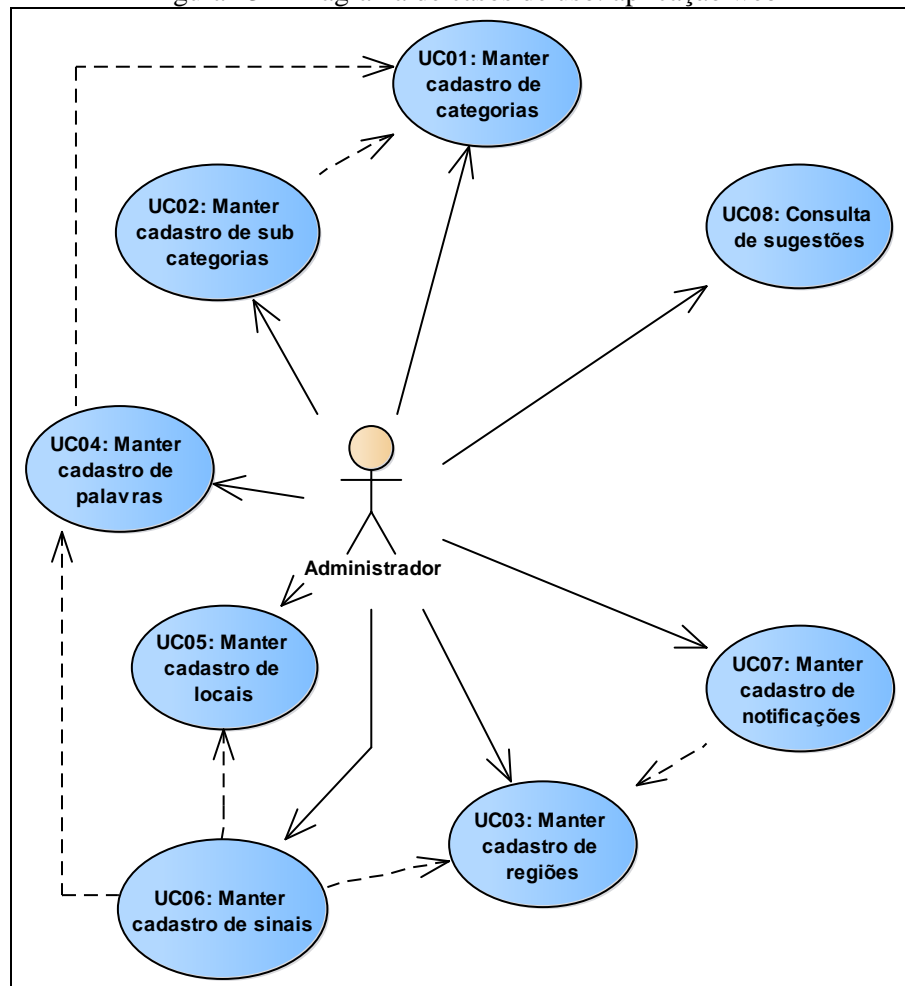 UC01: Manter
cadastro de
categorias
UC02: Manter
cadastro de sub
categorias
UC08: Consulta
de sugestões
UC04: Manter
cadastro de
palavras
Administrador
UC05: Manter
cadastro de
locais
UC07: Manter
cadastro de
notificações
UC03: Manter
cadastro de
regiões
UC06: Manter
cadastro de sinais